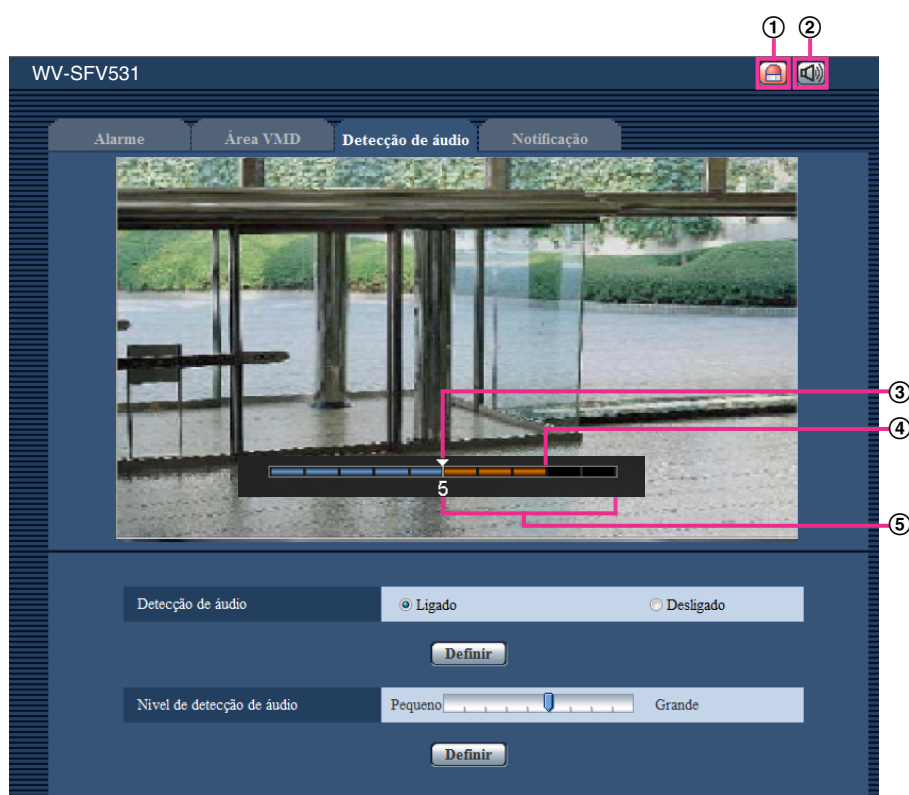 ① ②
WV-SFV531
Alarme Área VMD Detecção de áudio Notificação
③
④
5
⑤
Detecção de áudio Ligado Desligado
Definir
Nivel de detecção de áudio Pequeno Grande
Definir